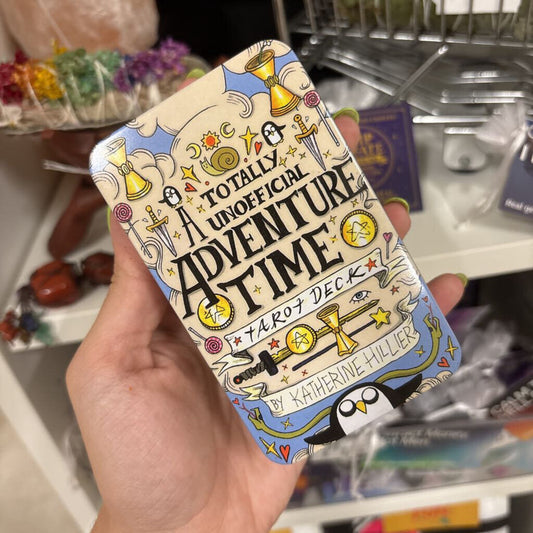 A TOTALLY
UNOFFICIAL
ADVENTURE
TIME
TAROT DECK
BY KATHERINE HILLIER